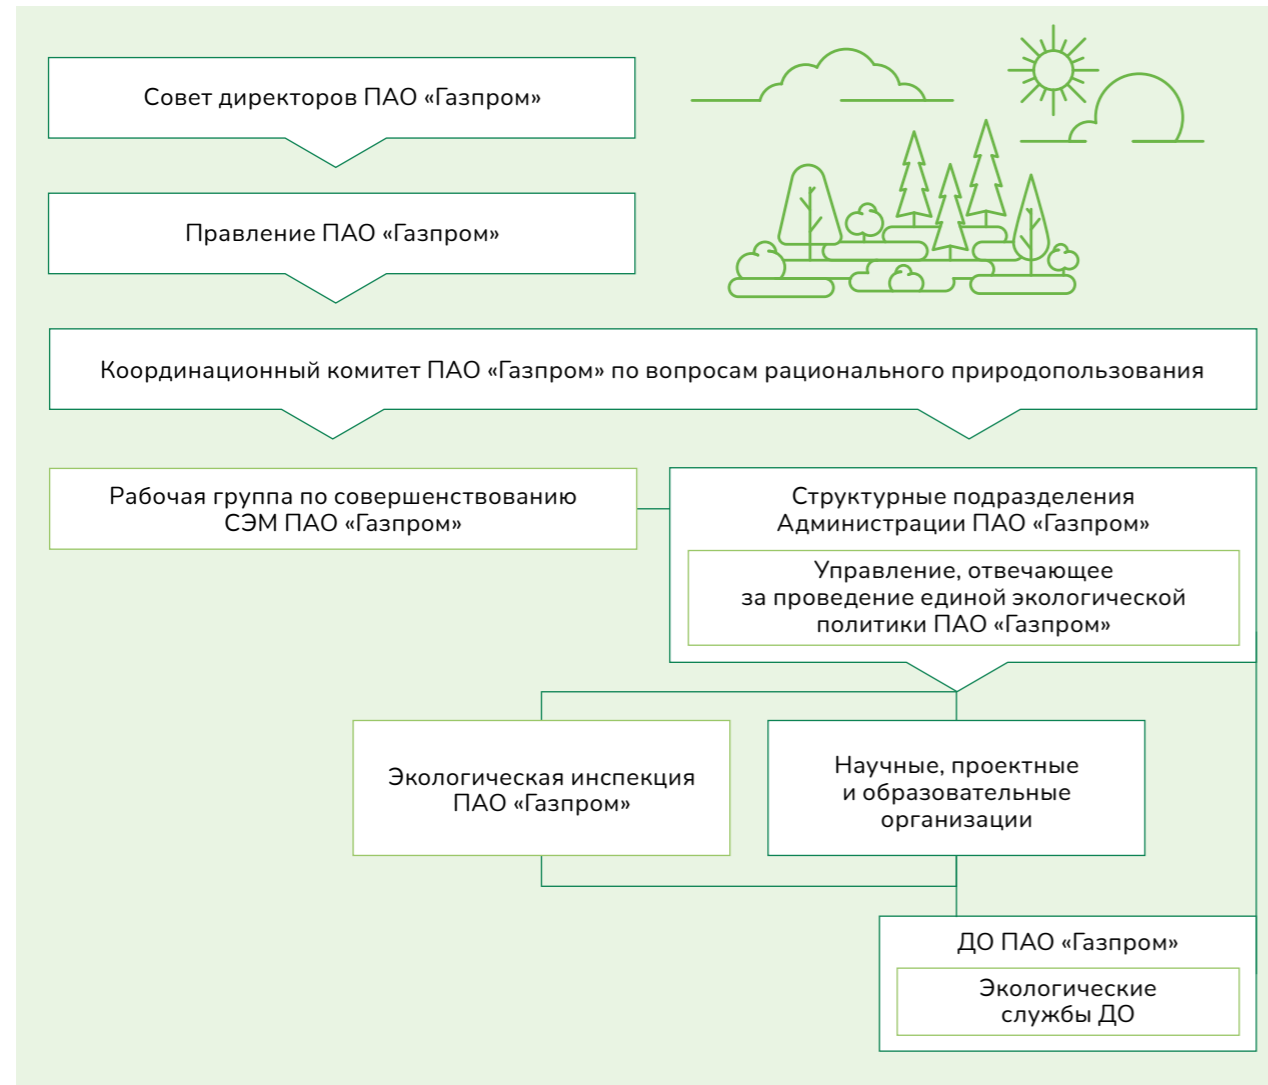 Совет директоров ПАО «Газпром»
Правление ПАО «Газпром»
Координационный комитет ПАО «Газпром» по вопросам рационального природопользования
Рабочая группа по совершенствованию
СЭМ ПАО «Газпром»
Структурные подразделения
Администрации ПАО «Газпром»
Управление, отвечающее
за проведение единой экологической
политики ПАО «Газпром»
Экологическая инспекция
ПАО «Газпром»
Научные, проектные
и образовательные
организации
ДО ПАО «Газпром»
Экологические
службы ДО